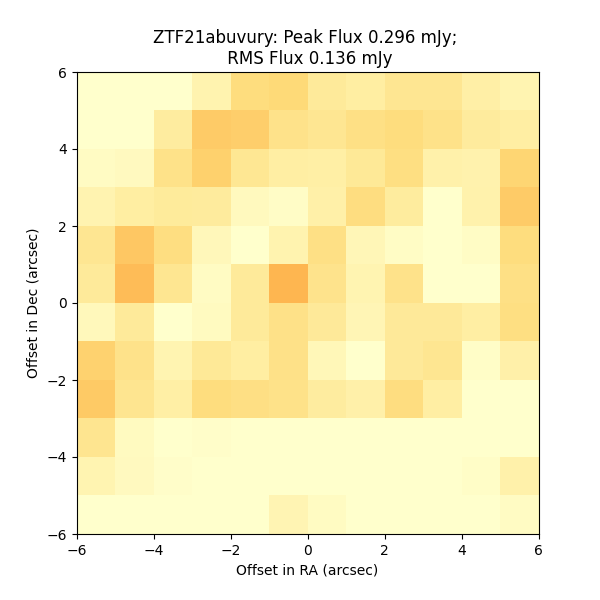 ZTF21abuvury: Peak Flux 0.296 mJy;
RMS Flux 0.136 mJy
6
4
2
0
−2
−4
−6
Offset in Dec (arcsec)
−6 −4 −2 0 2 4 6
Offset in RA (arcsec)